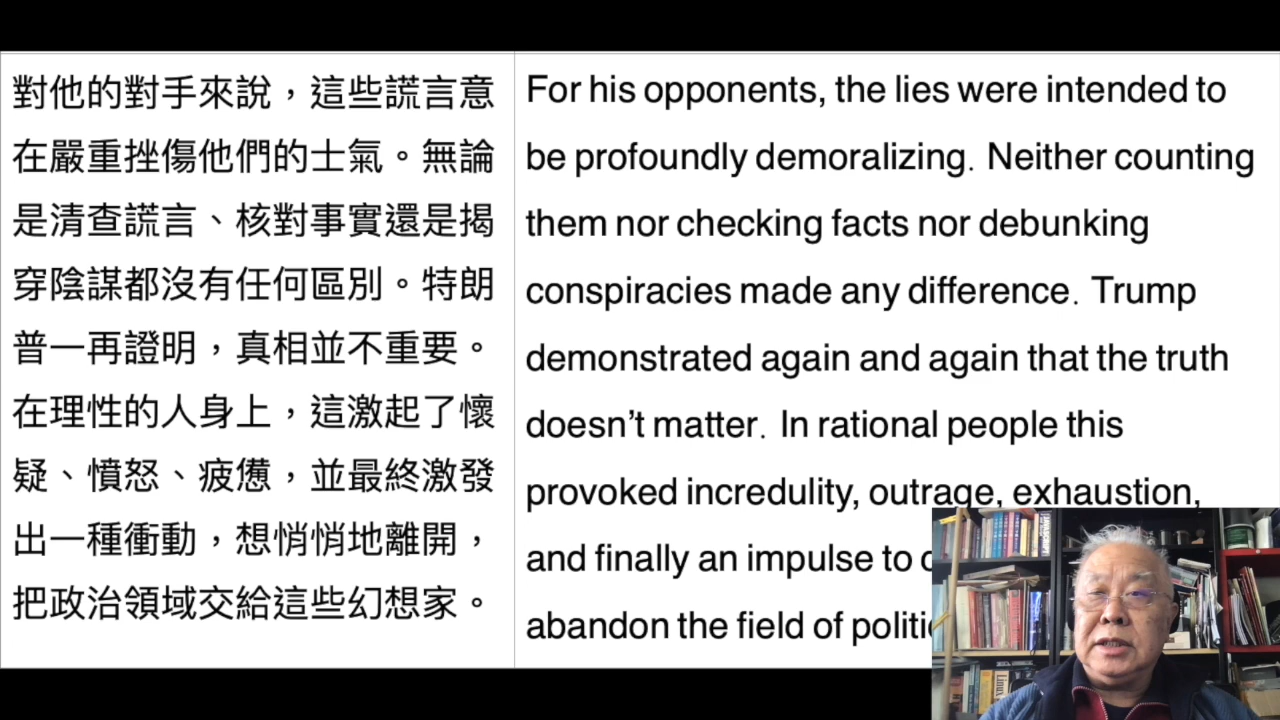 對他的對手來說，這些謊言意
在嚴重挫傷他們的士氣。無論
是清查謊言、核對事實還是揭
穿陰謀都沒有任何區別。特朗
普一再證明，真相並不重要。
在理性的人身上，這激起了懷
疑、憤怒、疲憊，並最終激發
出一種衝動，想悄悄地離開，
把政治領域交給這些幻想家。
For his opponents, the lies were intended to
be profoundly demoralizing. Neither counting
them nor checking facts nor debunking
conspiracies made any difference. Trump
demonstrated again and again that the truth
doesn’t matter. In rational people this
provoked incredulity, outrage, exhaustion,
and finally an impulse to
abandon the field of
Linux